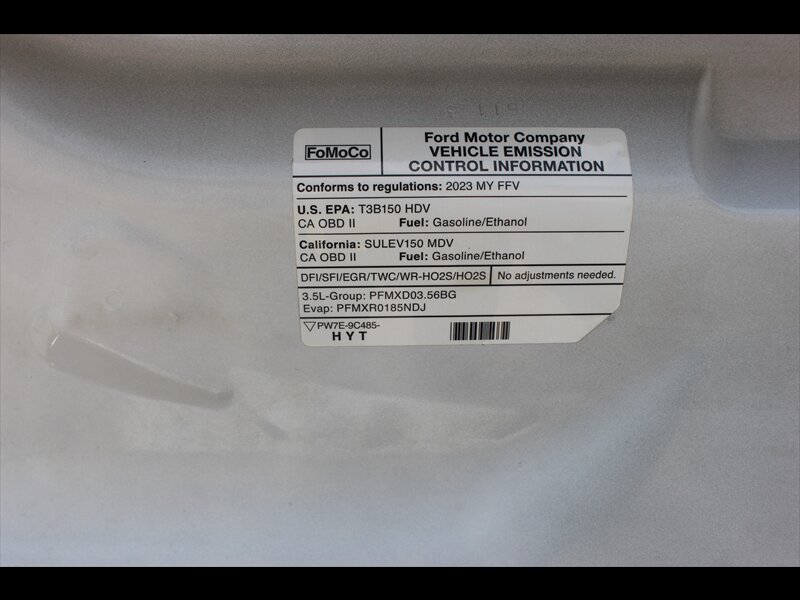 FoMoCo
Ford Motor Company
VEHICLE EMISSION
CONTROL INFORMATION
Conforms to regulations: 2023 MY FFV
U.S. EPA: T3B150 HDV
CA OBD II Fuel: Gasoline/Ethanol
California: SULEV150 MDV
CA OBD II Fuel: Gasoline/Ethanol
DFI/SFI/EGR/TWC/WR-HO2S/HO2S No adjustments needed.
3.5L-Group: PFMXD03.56BG
Evap: PFMXR0185NDJ
PW7E-9C485-
HYT